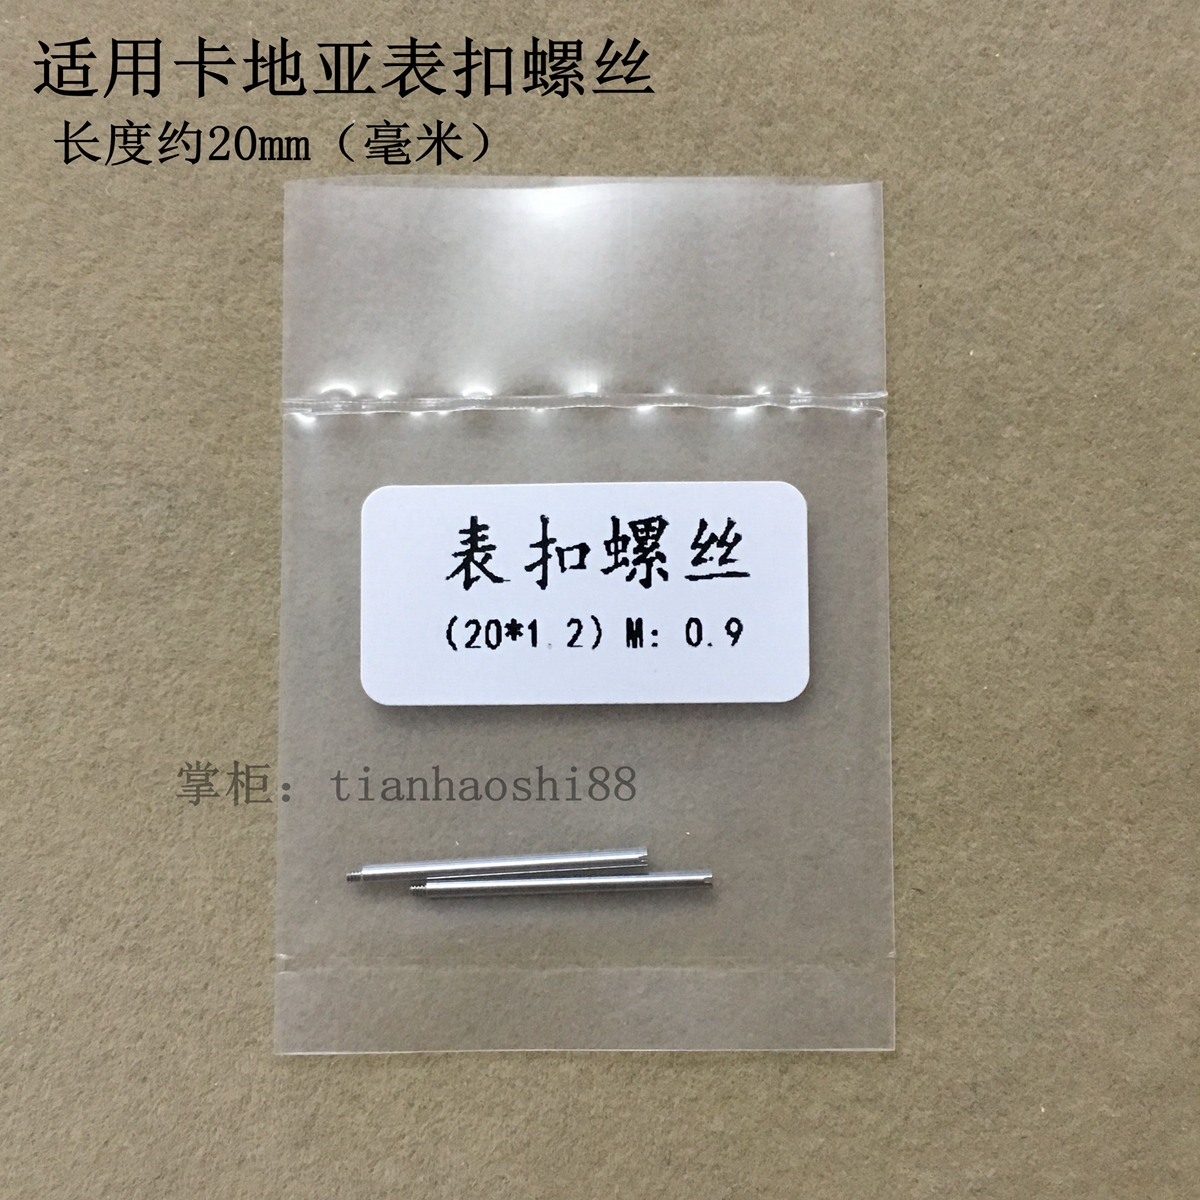 适用卡地亚表扣螺丝
长度约20mm（毫米）
表扣螺丝
(20*1.2) M: 0.9
掌柜：tianhaoshi88